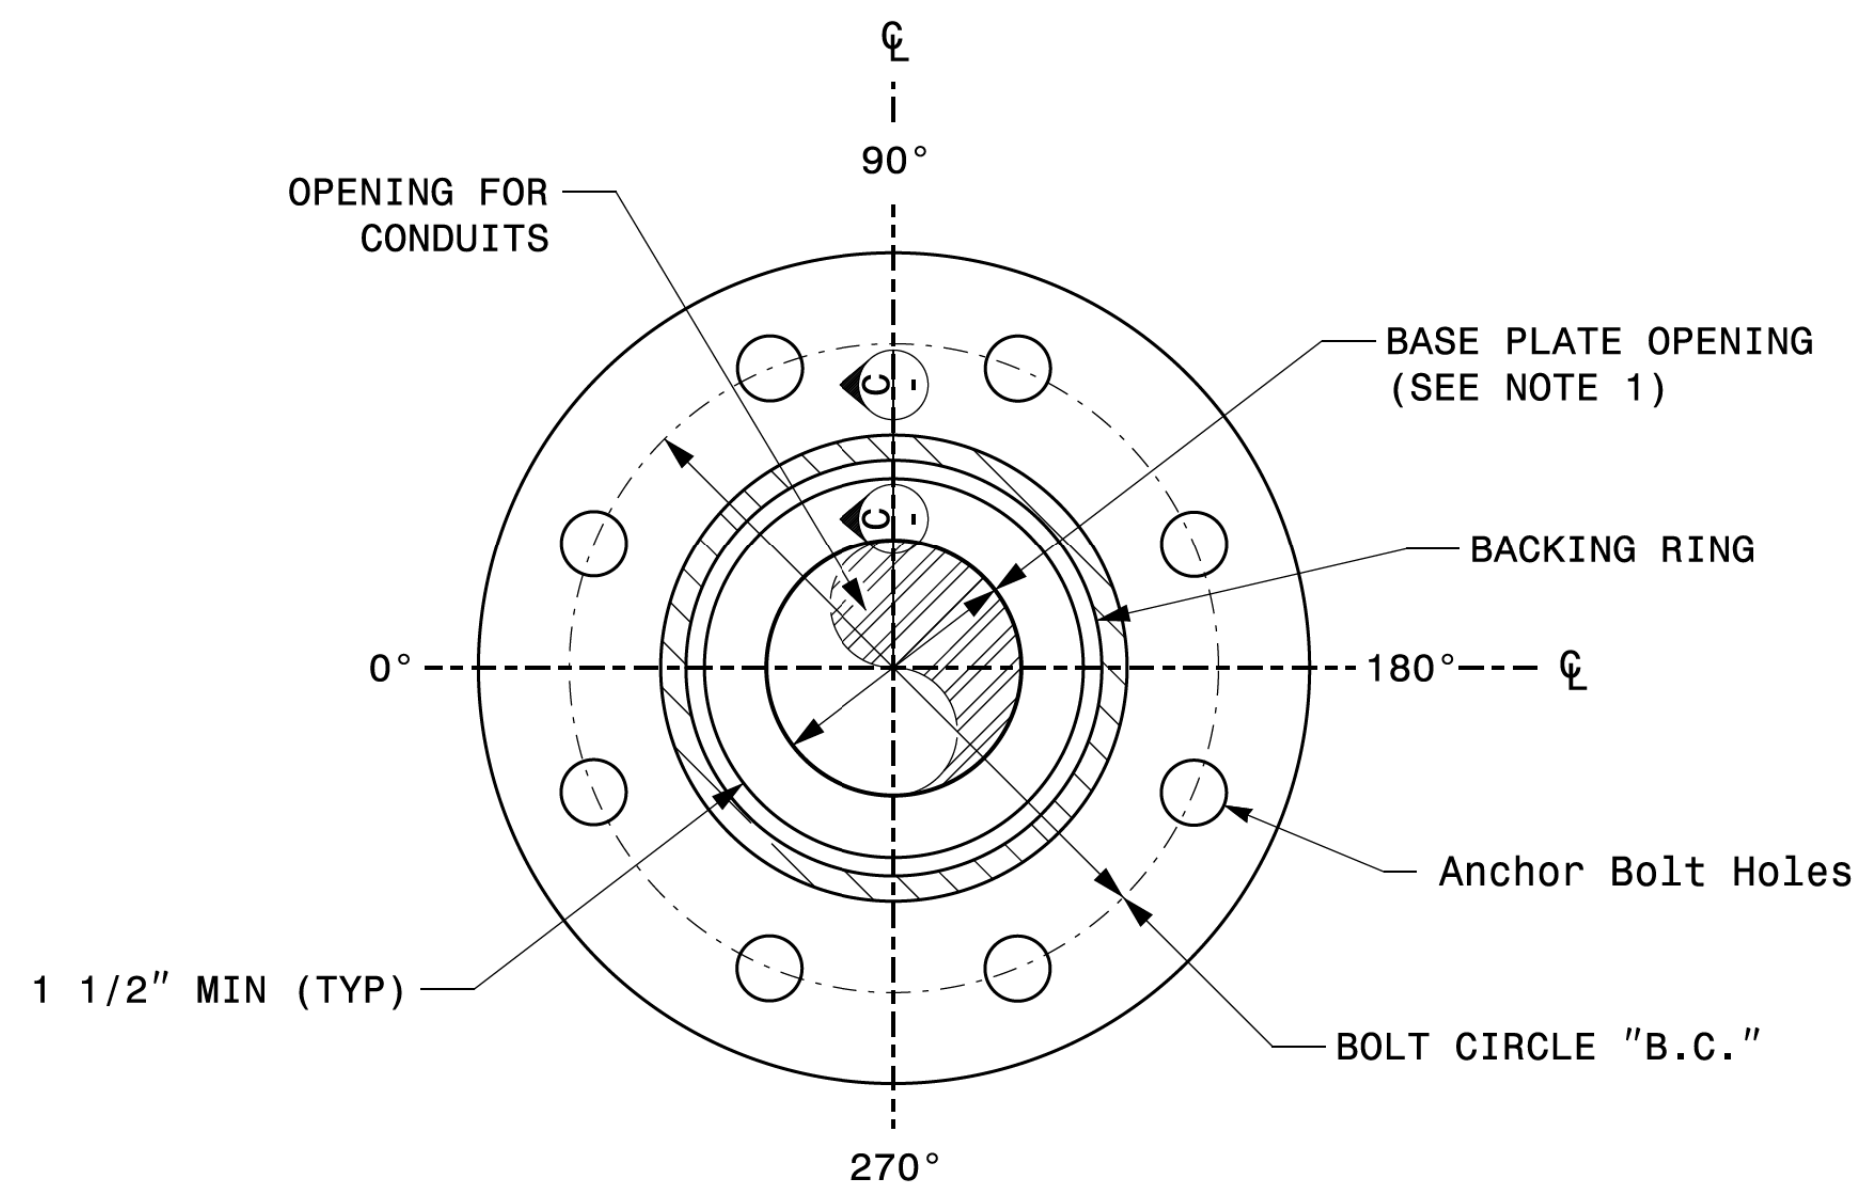 ℄
90°
OPENING FOR
CONDUITS
BASE PLATE OPENING
(SEE NOTE 1)
C -
C -
BACKING RING
0°
180°
℄
Anchor Bolt Holes
1 1/2" MIN (TYP)
BOLT CIRCLE "B.C."
270°